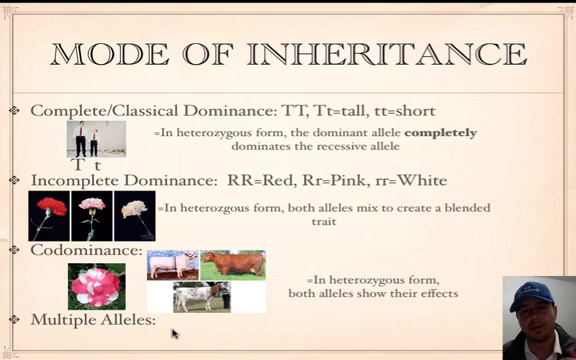 MODE OF INHERITANCE
Complete/Classical Dominance: TT, Tt=tall, tt=short
=In heterozygous form, the dominant allele completely
dominates the recessive allele
T t
Incomplete Dominance: RR=Red, Rr=Pink, rr=White
=In heterozgous form, both alleles mix to create a blended
trait
Codominance:
=In heterozygous form,
both alleles show their effects
Multiple Alleles: